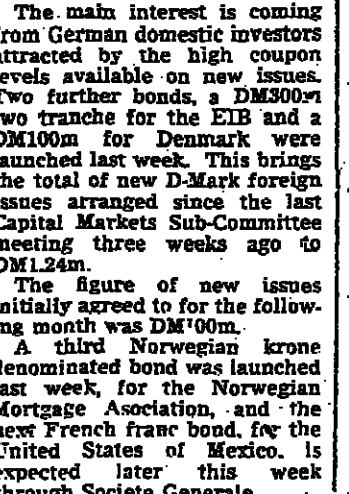 The main interest is coming
from German domestic investors
attracted by the high coupon
levels available on new issues.
Two further bonds, a DM300m
two tranche for the EIB and a
DM100m for Denmark were
launched last week. This brings
the total of new D-Mark foreign
issues arranged since the last
Capital Markets Sub-Committee
meeting three weeks ago to
DM1.24m.
The figure of new issues
initially agreed to for the follow-
ing month was
A third Norwegian krone
denominated bond was launched
last week, for the Norwegian
Mortgage Asociation, and the
next French franc bond, for the
United States of Mexico, is
expected later this week
through Societe Generale